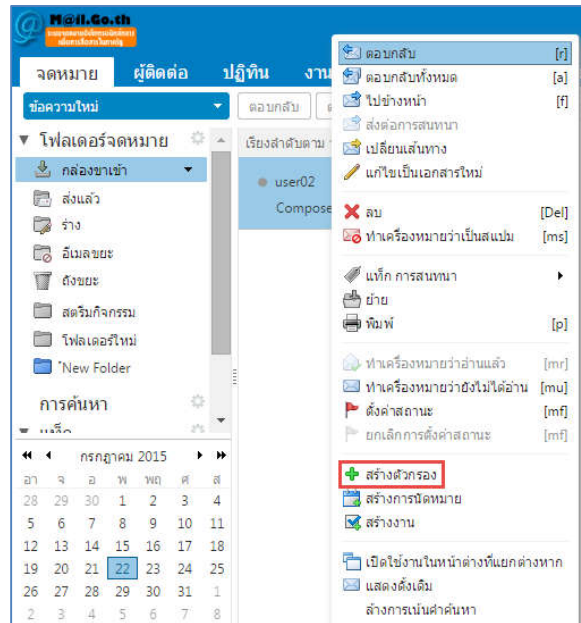 M@il.Go.th
จดหมาย ผู้ติดต่อ ปฏิทิน งาน
ข้อความใหม่
ตอบกลับ
โฟลเดอร์จดหมาย
เรียงลำดับตาม
กล่องขาเข้า
user02
Compose
ส่งแล้ว
ร่าง
อีเมลขยะ
ถังขยะ
สตรีมกิจกรรม
โฟลเดอร์ใหม่
New Folder
การค้นหา
แท็ก
กรกฎาคม 2015
อา จ อ พ พฤ ศ ส
28 29 30 1 2 3 4
5 6 7 8 9 10 11
12 13 14 15 16 17 18
19 20 21 22 23 24 25
26 27 28 29 30 31 1
2 3 4 5 6 7 8
ตอบกลับ [r]
ตอบกลับทั้งหมด [a]
ไปข้างหน้า [f]
ส่งต่อการสนทนา
เปลี่ยนเส้นทาง
แก้ไขเป็นเอกสารใหม่
ลบ [Del]
ทำเครื่องหมายว่าเป็นสแปม [ms]
แท็ก การสนทนา
ย้าย
พิมพ์ [p]
ทำเครื่องหมายว่าอ่านแล้ว [mr]
ทำเครื่องหมายว่ายังไม่ได้อ่าน [mu]
ตั้งค่าสถานะ [mf]
ยกเลิกการตั้งค่าสถานะ [mf]
สร้างตัวกรอง
สร้างการนัดหมาย
สร้างงาน
เปิดใช้งานในหน้าต่างที่แยกต่างหาก
แสดงดั้งเดิม
ล้างการเน้นคำค้นหา